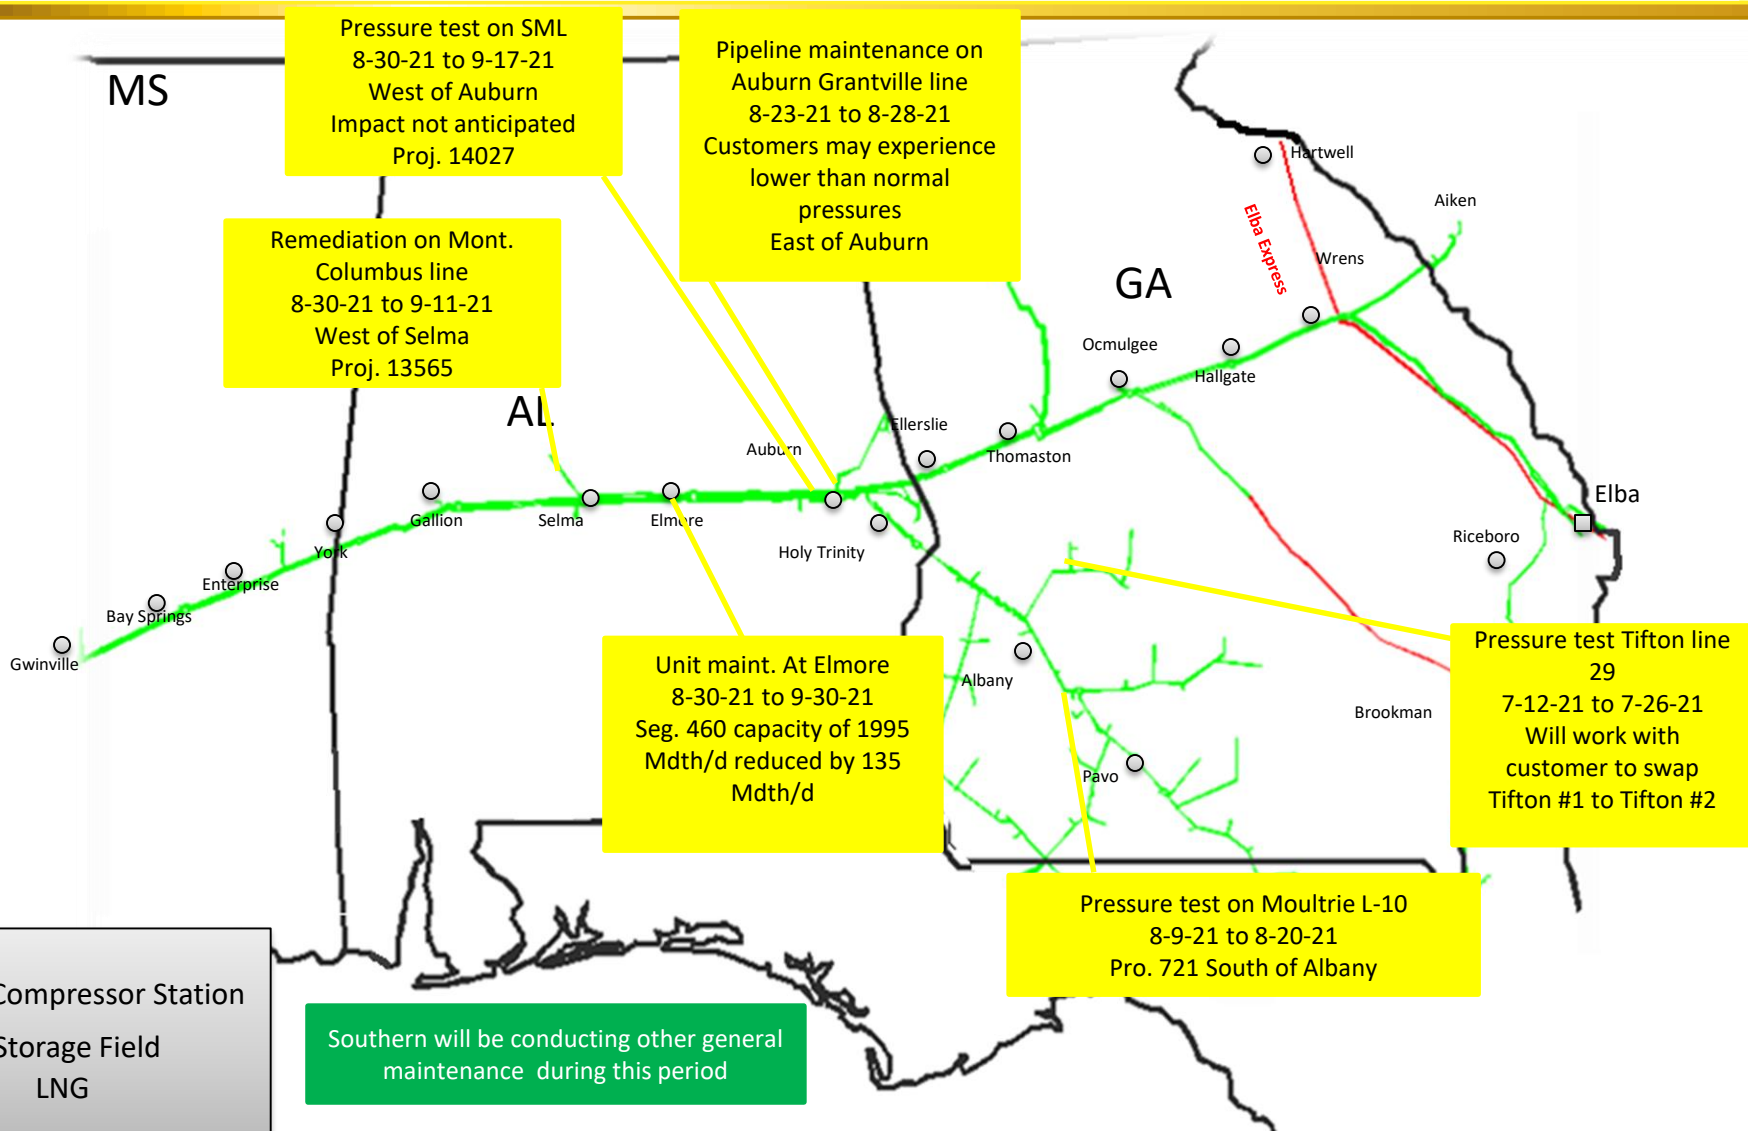 Pressure test on SML
8-30-21 to 9-17-21
West of Auburn
Impact not anticipated
Proj. 14027
Pipeline maintenance on
Auburn Grantville line
8-23-21 to 8-28-21
Customers may experience
lower than normal
pressures
East of Auburn
MS
Remediation on Mont.
Columbus line
8-30-21 to 9-11-21
West of Selma
Proj. 13565
Hartwell
Aiken
Elba Express
Wrens
GA
Ocmulgee
Hallgate
AL
Ellerslie
Auburn
Thomaston
Elba
Gallion
Selma
Elmore
Riceboro
York
Holy Trinity
Enterprise
Bay Springs
Gwinville
Unit maint. At Elmore
8-30-21 to 9-30-21
Seg. 460 capacity of 1995
Mdth/d reduced by 135
Mdth/d
Albany
Brookman
Pavo
Pressure test Tifton line
29
7-12-21 to 7-26-21
Will work with
customer to swap
Tifton #1 to Tifton #2
Pressure test on Moultrie L-10
8-9-21 to 8-20-21
Pro. 721 South of Albany
Compressor Station
Storage Field
LNG
Southern will be conducting other general
maintenance during this period